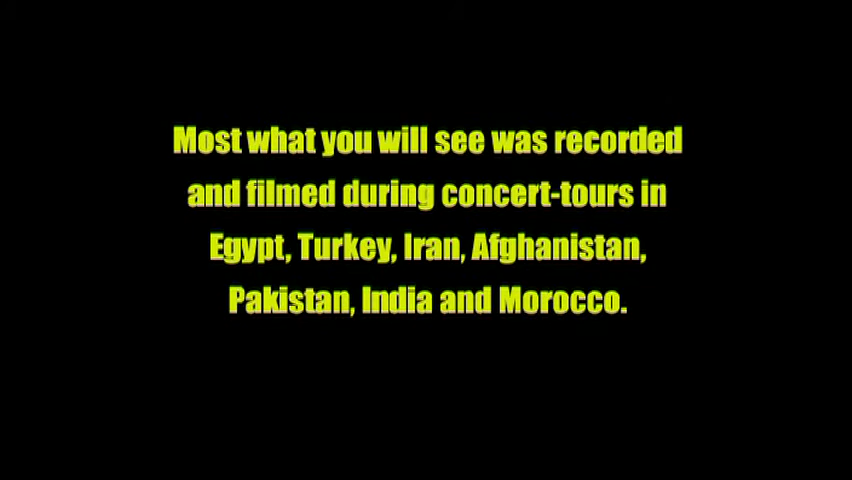 Most what you will see was recorded
and filmed during concert-tours in
Egypt, Turkey, Iran, Afghanistan,
Pakistan, India and Morocco.